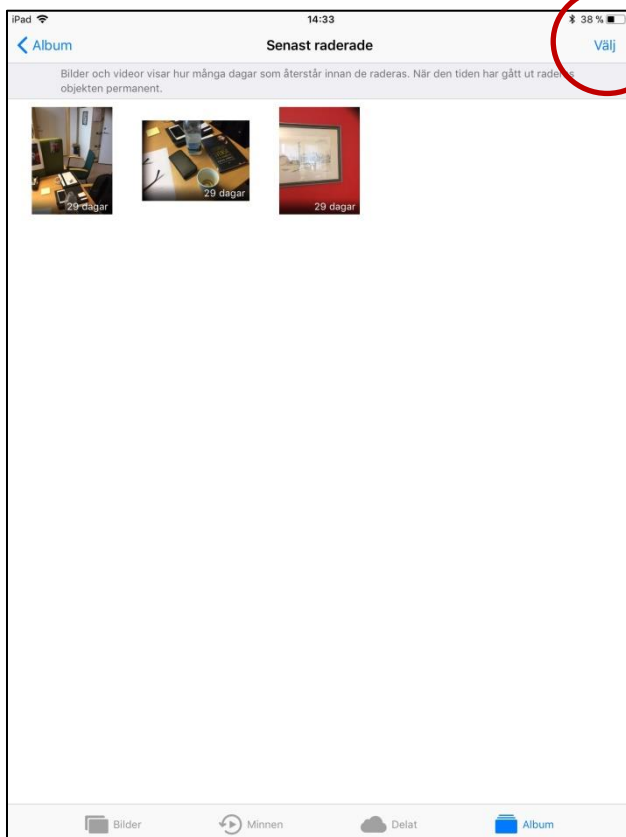 iPad 14:33 38 %
Album Senast raderade Välj
Bilder och videor visar hur många dagar som återstår innan de raderas. När den tiden har gått ut raderas
objekten permanent.
29 dagar 29 dagar 29 dagar
Bilder Minnen Delat Album